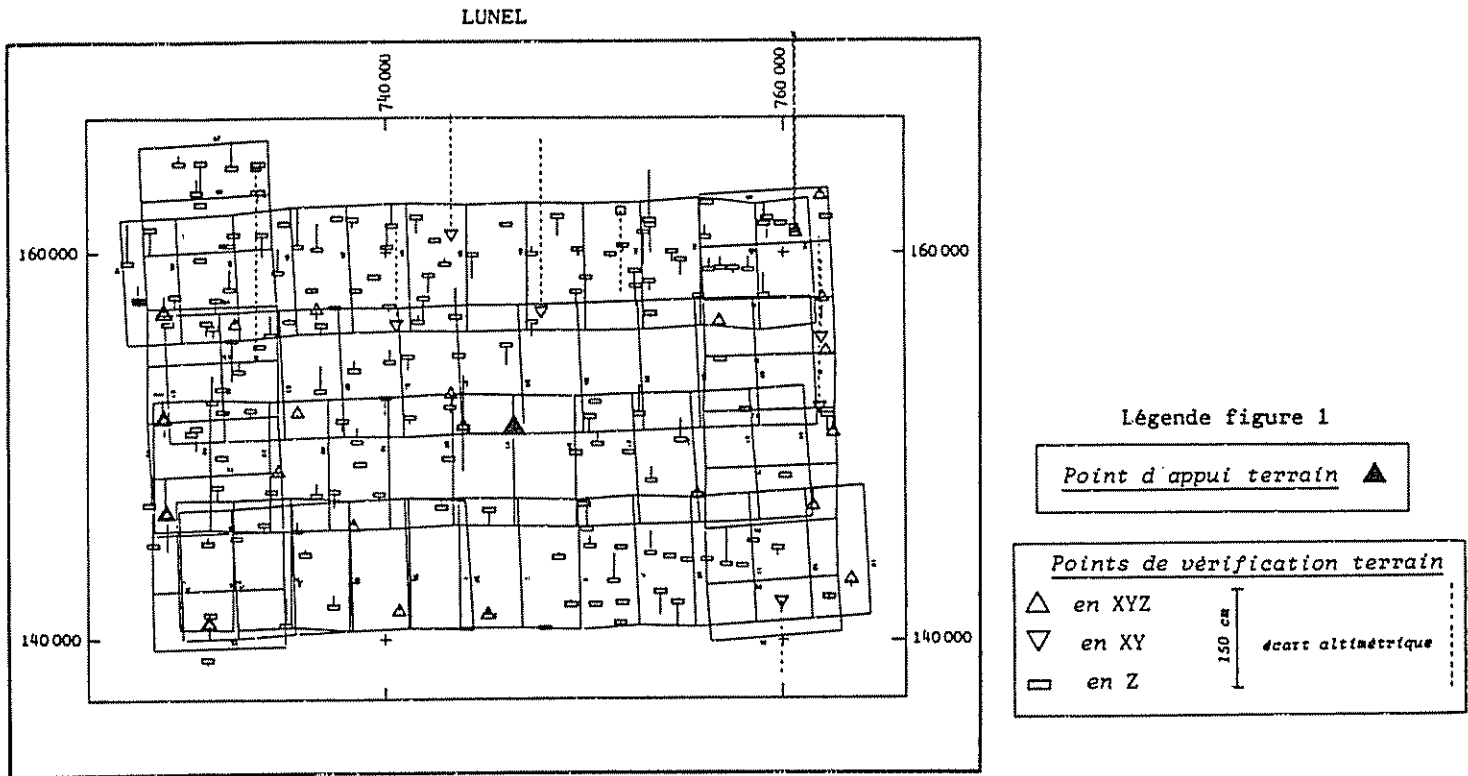 LUNEL
740 000
760 000
160 000
160 000
140 000
140 000
Légende figure 1
Point d'appui terrain
Points de vérification terrain
en XYZ
en XY
en Z
150 cm
écart altimétrique